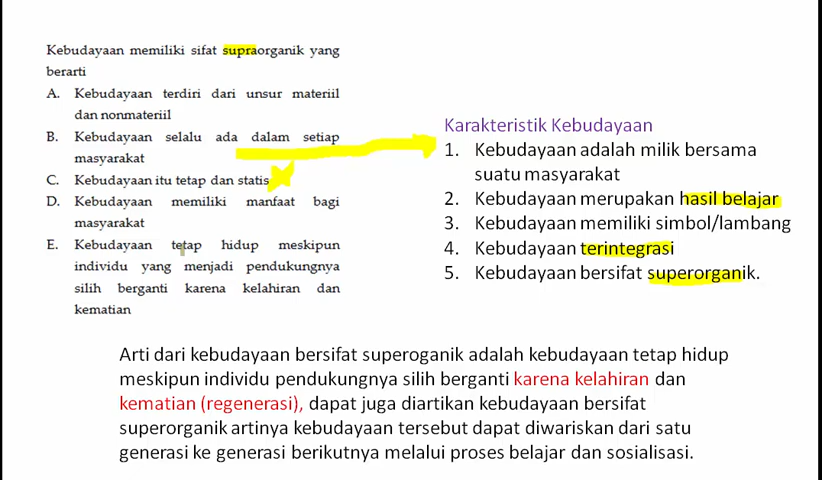 Kebudayaan memiliki sifat supraorganik yang
berarti
A. Kebudayaan terdiri dari unsur materiil
dan nonmateriil
B. Kebudayaan selalu ada dalam setiap
masyarakat
C. Kebudayaan itu tetap dan statis
D. Kebudayaan memiliki manfaat bagi
masyarakat
E. Kebudayaan tetap hidup meskipun
individu yang menjadi pendukungnya
silih berganti karena kelahiran dan
kematian
Karakteristik Kebudayaan
1. Kebudayaan adalah milik bersama
suatu masyarakat
2. Kebudayaan merupakan hasil belajar
3. Kebudayaan memiliki simbol/lambang
4. Kebudayaan terintegrasi
5. Kebudayaan bersifat superorganik.
Arti dari kebudayaan bersifat superoganik adalah kebudayaan tetap hidup
meskipun individu pendukungnya silih berganti karena kelahiran dan
kematian (regenerasi), dapat juga diartikan kebudayaan bersifat
superorganik artinya kebudayaan tersebut dapat diwariskan dari satu
generasi ke generasi berikutnya melalui proses belajar dan sosialisasi.